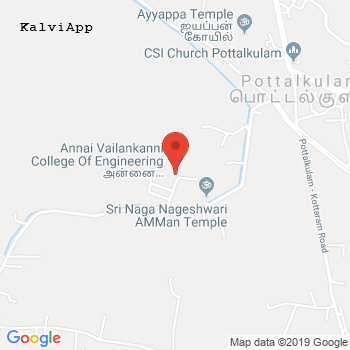 KalviApp
Ayyappa Temple
ஐயப்பன்
கோயில்
CSI Church Pottalkulam
Pottalkulam
பொட்டல்கு
Annai Vailankanni
College Of Engineering
அன்னை...
Sri Naga Nageshwari
AMMan Temple
Pottalkulam - Kottaram Road
Google
Map data ©2019 Google